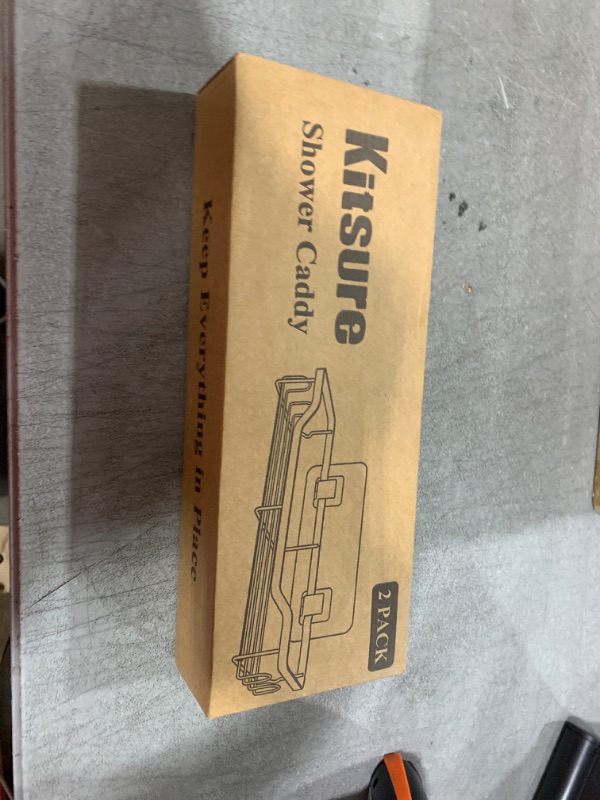 Kitsure
Shower Caddy
2 PACK
Keep Everything in Place